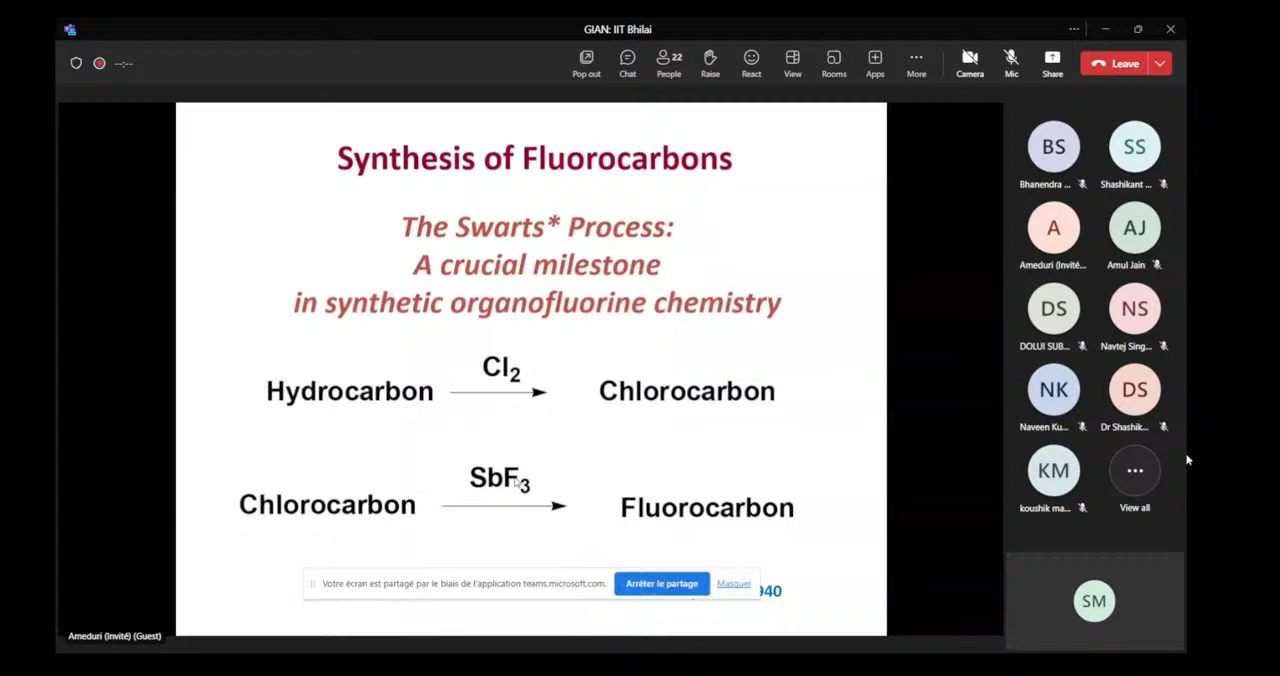 GIAN: IIT Bhilai
--:--
Pop out
Chat
22
People
Raise
React
View
Rooms
Apps
More
Camera
Mic
Share
Leave
Synthesis of Fluorocarbons
The Swarts* Process:
A crucial milestone
in synthetic organofluorine chemistry
Cl2
Hydrocarbon
Chlorocarbon
SbF3
Chlorocarbon
Fluorocarbon
Votre écran est partagé par le biais de l'application teams.microsoft.com.
Arrêter le partage
Masquer
940
Ameduri (Invité) (Guest)
BS
Bhanendra ...
SS
Shashikant ...
A
Ameduri (Invité...
AJ
Amul Jain
DS
DOLUI SUB...
NS
Navtej Sing...
NK
Naveen Ku...
DS
Dr Shashik...
KM
koushik ma...
View all
SM